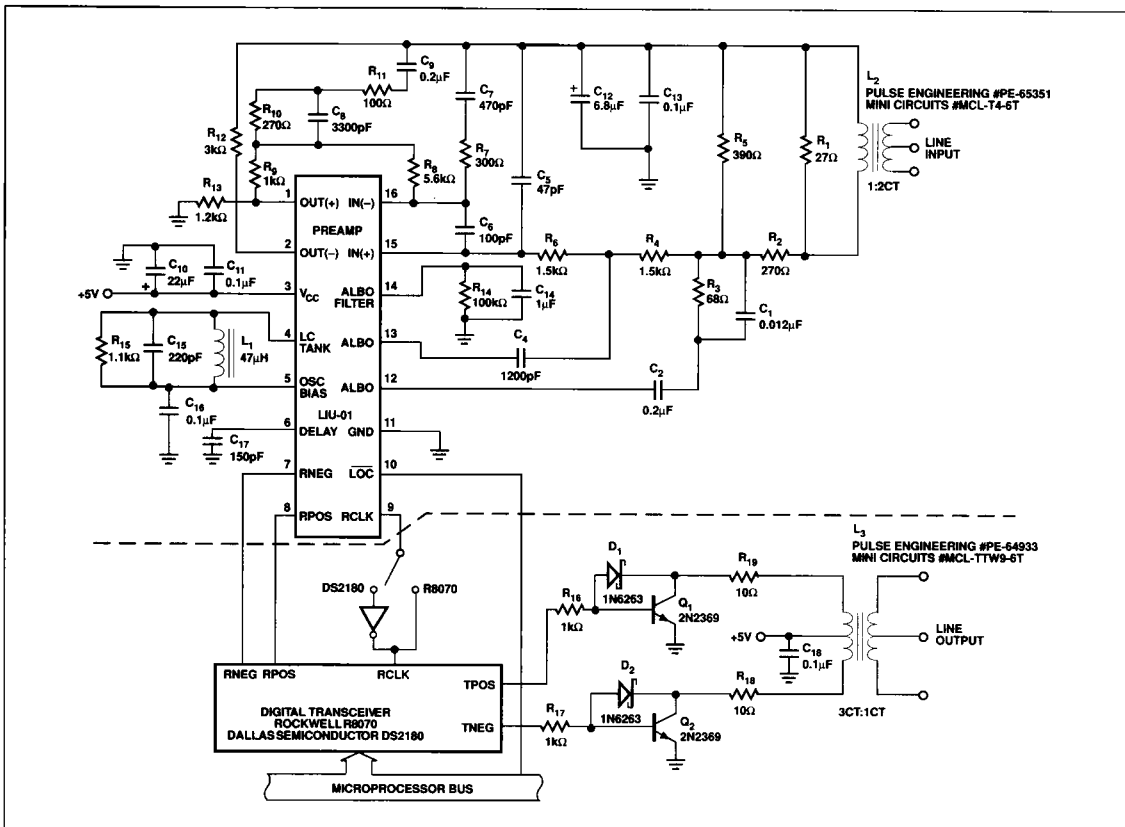 C9
0.2µF
R11
100Ω
C7
470pF
C12
6.8µF
+
C13
0.1µF
L2
PULSE ENGINEERING #PE-65351
MINI CIRCUITS #MCL-T4-6T
R10
270Ω
C8
3300pF
R12
3kΩ
R5
390Ω
R1
27Ω
LINE
INPUT
1:2CT
R7
300Ω
R9
1kΩ
R8
5.6kΩ
C5
47pF
R13
1.2kΩ
1
OUT(+)
IN(–)
16
PREAMP
C6
100pF
2
OUT(–)
IN(+)
15
R6
1.5kΩ
R4
1.5kΩ
R2
270Ω
C10
22µF
+
C11
0.1µF
+5V
3
VCC
ALBO
FILTER
14
R14
100kΩ
C14
1µF
R3
68Ω
C1
0.012µF
R15
1.1kΩ
C15
220pF
L1
47µH
4
LC
TANK
ALBO
13
C4
1200pF
5
OSC
BIAS
ALBO
12
C2
0.2µF
C16
0.1µF
LIU-01
6
DELAY
GND
11
C17
150pF
7
RNEG
LOC
10
8
RPOS
RCLK
9
DS2180
R8070
L3
PULSE ENGINEERING #PE-64933
MINI CIRCUITS #MCL-TTW9-6T
D1
1N6263
R19
10Ω
R16
1kΩ
Q1
2N2369
+5V
C18
0.1µF
LINE
OUTPUT
3CT:1CT
RNEG RPOS
RCLK
TPOS
TNEG
DIGITAL TRANSCEIVER
ROCKWELL R8070
DALLAS SEMICONDUCTOR DS2180
D2
1N6263
R18
10Ω
R17
1kΩ
Q2
2N2369
MICROPROCESSOR BUS